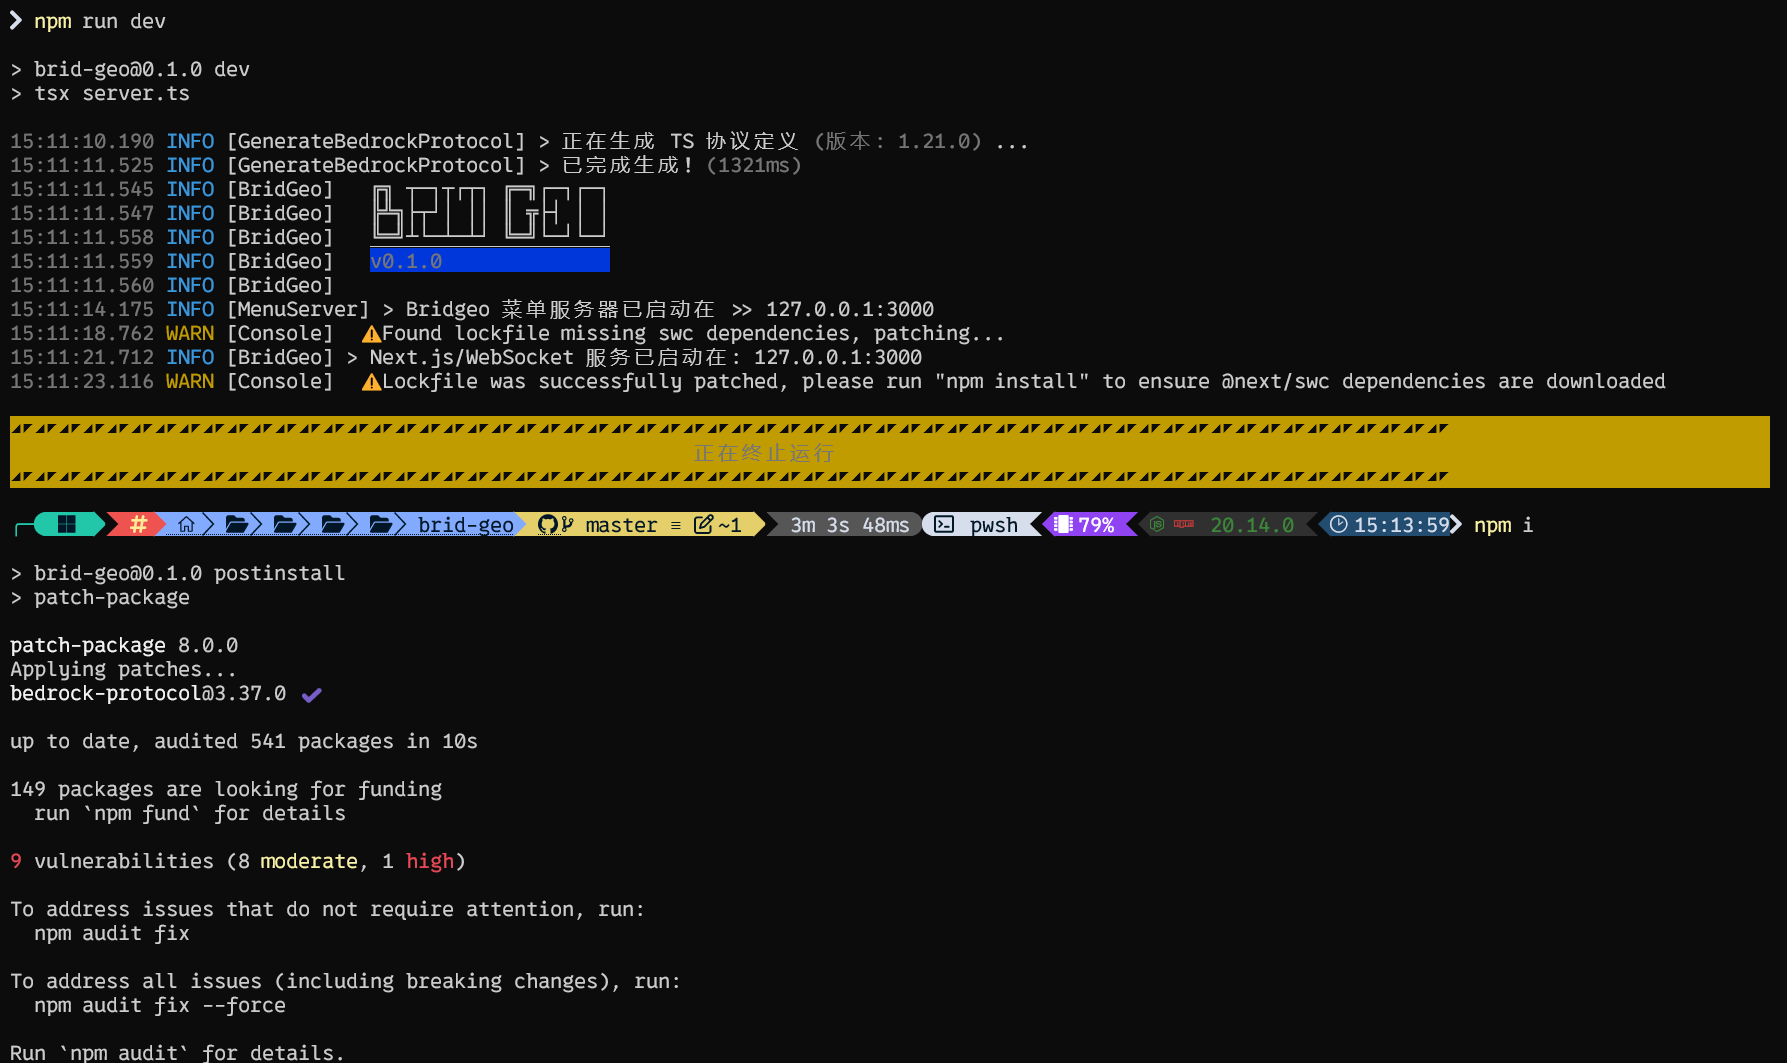 ❯ npm run dev
> brid-geo@0.1.0 dev
> tsx server.ts
15:11:10.190 INFO [GenerateBedrockProtocol] > 正在生成 TS 协议定义 (版本: 1.21.0) ...
15:11:11.525 INFO [GenerateBedrockProtocol] > 已完成生成! (1321ms)
15:11:11.545 INFO [BridGeo]
15:11:11.547 INFO [BridGeo]
15:11:11.558 INFO [BridGeo]
15:11:11.559 INFO [BridGeo] v0.1.0
15:11:11.560 INFO [BridGeo]
15:11:14.175 INFO [MenuServer] > Bridgeo 菜单服务器已启动在 >> 127.0.0.1:3000
15:11:18.762 WARN [Console] ⚠Found lockfile missing swc dependencies, patching...
15:11:21.712 INFO [BridGeo] > Next.js/WebSocket 服务已启动在: 127.0.0.1:3000
15:11:23.116 WARN [Console] ⚠Lockfile was successfully patched, please run "npm install" to ensure @next/swc dependencies are downloaded
正在终止运行
# brid-geo master ≡ ~1 3m 3s 48ms pwsh 79% 20.14.0 15:13:59 npm i
> brid-geo@0.1.0 postinstall
> patch-package
patch-package 8.0.0
Applying patches...
bedrock-protocol@3.37.0 ✔
up to date, audited 541 packages in 10s
149 packages are looking for funding
run `npm fund` for details
9 vulnerabilities (8 moderate, 1 high)
To address issues that do not require attention, run:
npm audit fix
To address all issues (including breaking changes), run:
npm audit fix --force
Run `npm audit` for details.